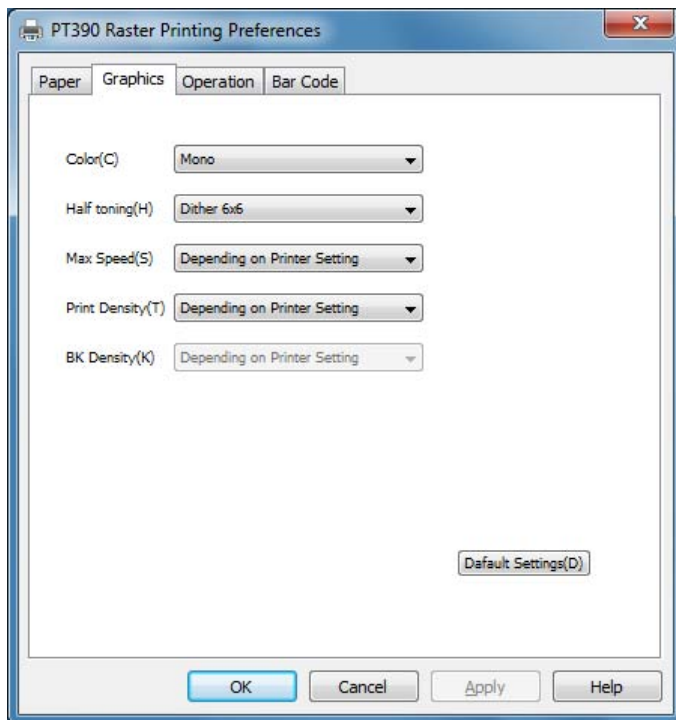 PT390 Raster Printing Preferences
Paper Graphics Operation Bar Code
Color(C) Mono
Half toning(H) Dither 6x6
Max Speed(S) Depending on Printer Setting
Print Density(T) Depending on Printer Setting
BK Density(K) Depending on Printer Setting
Dafault Settings(D)
OK Cancel Apply Help